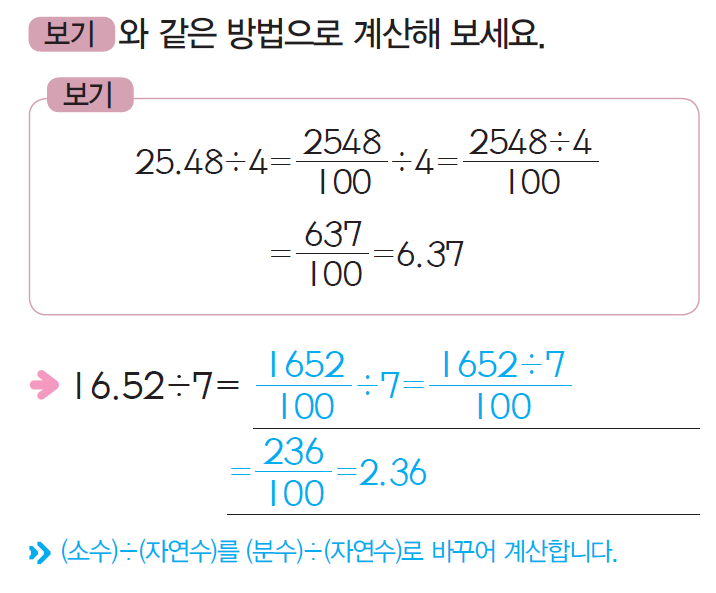 보기 와 같은 방법으로 계산해 보세요.
보기
25.48÷4=2548/100÷4=2548÷4/100
=637/100=6.37
16.52÷7= 1652/100÷7=1652÷7/100
=236/100=2.36
(소수)÷(자연수)를 (분수)÷(자연수)로 바꾸어 계산합니다.